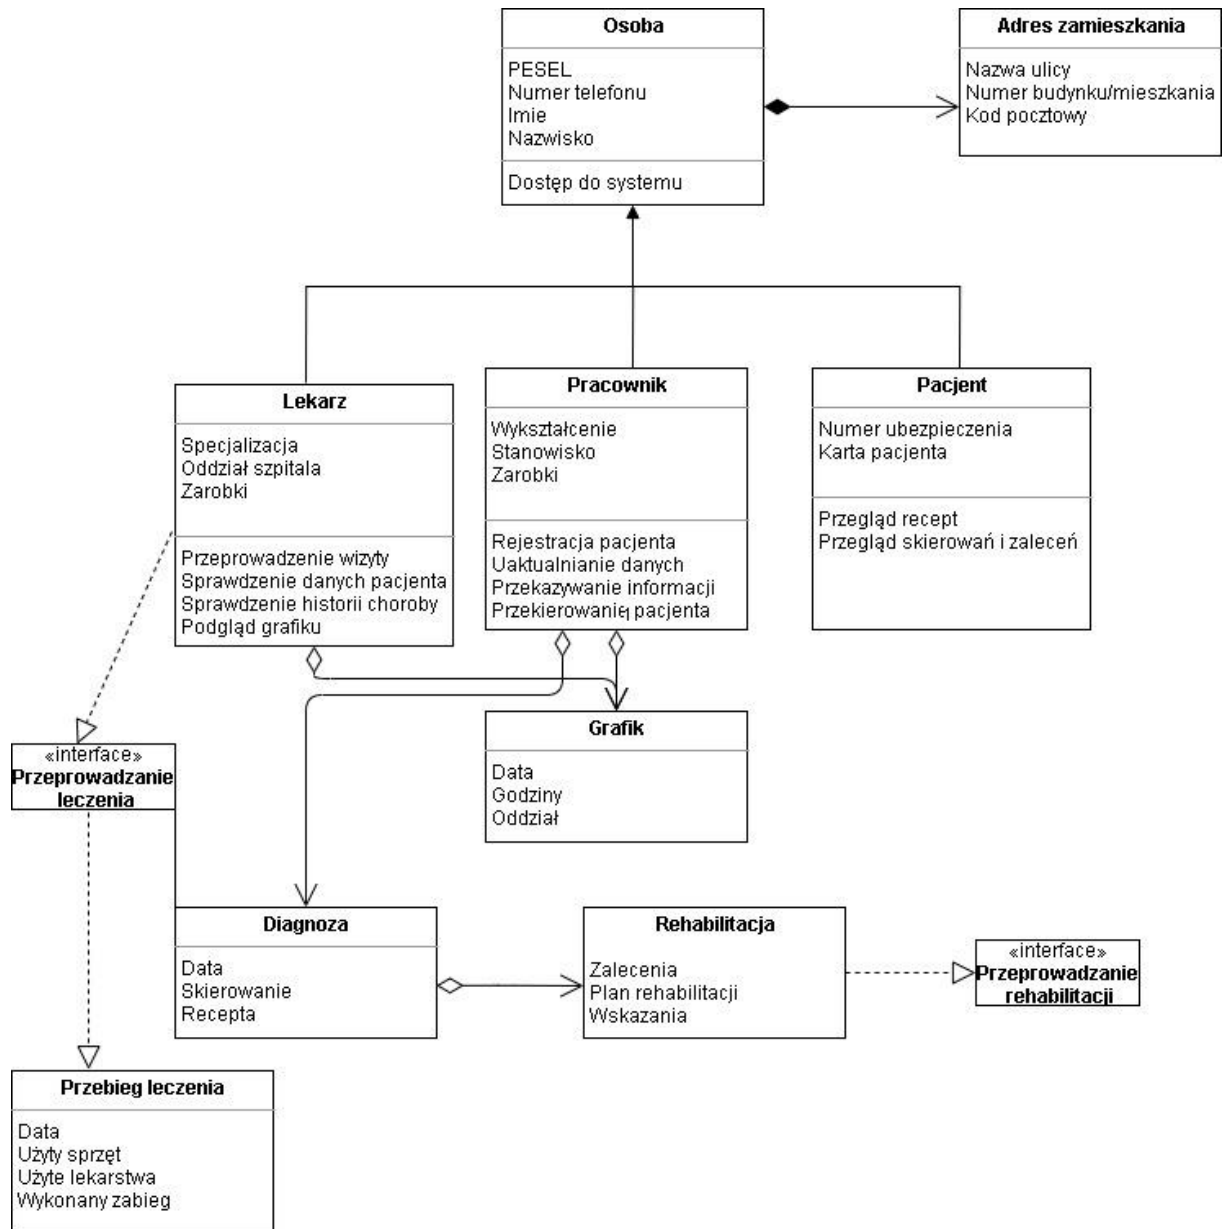 Osoba
PESEL
Numer telefonu
Imie
Nazwisko
Dostęp do systemu
Adres zamieszkania
Nazwa ulicy
Numer budynku/mieszkania
Kod pocztowy
Lekarz
Specjalizacja
Oddział szpitala
Zarobki
Przeprowadzenie wizyty
Sprawdzenie danych pacjenta
Sprawdzenie historii choroby
Podgląd grafiku
Pracownik
Wykształcenie
Stanowisko
Zarobki
Rejestracja pacjenta
Uaktualnianie danych
Przekazywanie informacji
Przekierowanię pacjenta
Pacjent
Numer ubezpieczenia
Karta pacjenta
Przegląd recept
Przegląd skierowań i zaleceń
«interface»
Przeprowadzanie
leczenia
Grafik
Data
Godziny
Oddział
Diagnoza
Data
Skierowanie
Recepta
Rehabilitacja
Zalecenia
Plan rehabilitacji
Wskazania
«interface»
Przeprowadzanie
rehabilitacji
Przebieg leczenia
Data
Użyty sprzęt
Użyte lekarstwa
Wykonany zabieg